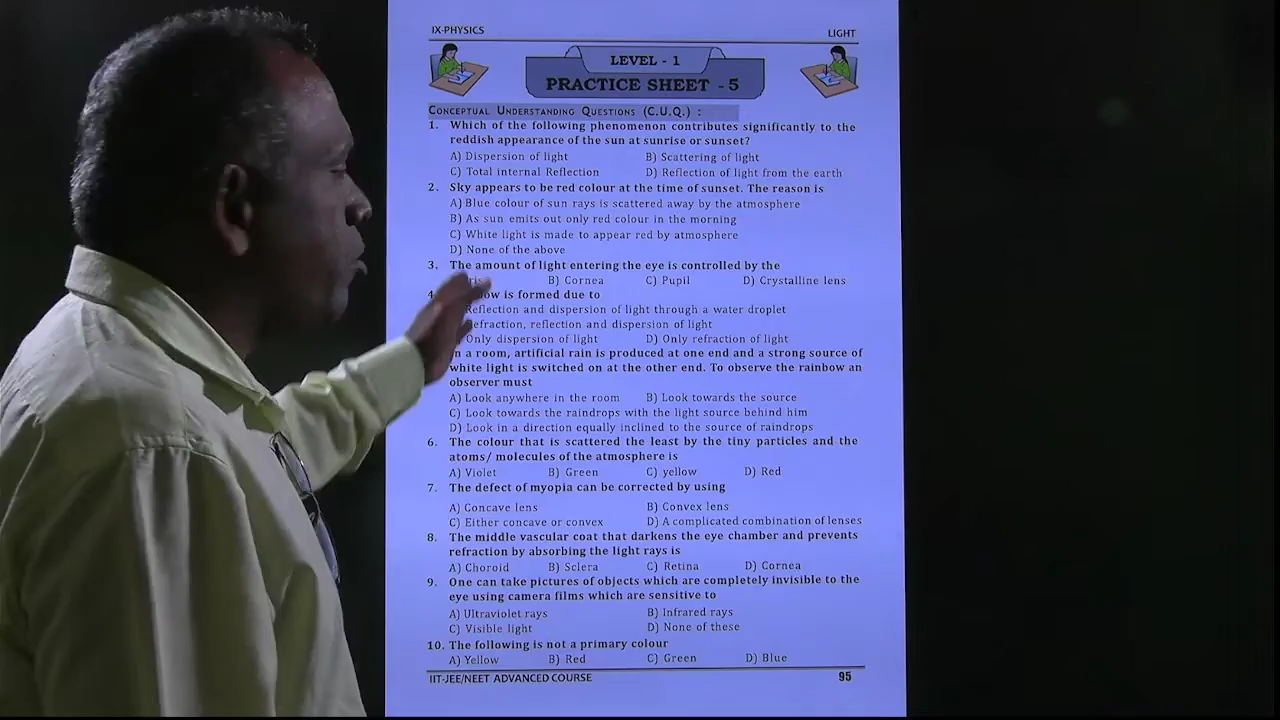 IX-PHYSICS
LIGHT
LEVEL - 1
PRACTICE SHEET - 5
CONCEPTUAL UNDERSTANDING QUESTIONS (C.U.Q.) :
1. Which of the following phenomenon contributes significantly to the
reddish appearance of the sun at sunrise or sunset?
A) Dispersion of light B) Scattering of light
C) Total internal Reflection D) Reflection of light from the earth
2. Sky appears to be red colour at the time of sunset. The reason is
A) Blue colour of sun rays is scattered away by the atmosphere
B) As sun emits out only red colour in the morning
C) White light is made to appear red by atmosphere
D) None of the above
3. The amount of light entering the eye is controlled by the
B) Cornea C) Pupil D) Crystalline lens
4. is formed due to
Reflection and dispersion of light through a water droplet
refraction, reflection and dispersion of light
Only dispersion of light D) Only refraction of light
In a room, artificial rain is produced at one end and a strong source of
white light is switched on at the other end. To observe the rainbow an
observer must
A) Look anywhere in the room B) Look towards the source
C) Look towards the raindrops with the light source behind him
D) Look in a direction equally inclined to the source of raindrops
6. The colour that is scattered the least by the tiny particles and the
atoms/ molecules of the atmosphere is
A) Violet B) Green C) yellow D) Red
7. The defect of myopia can be corrected by using
A) Concave lens B) Convex lens
C) Either concave or convex D) A complicated combination of lenses
8. The middle vascular coat that darkens the eye chamber and prevents
refraction by absorbing the light rays is
A) Choroid B) Sclera C) Retina D) Cornea
9. One can take pictures of objects which are completely invisible to the
eye using camera films which are sensitive to
A) Ultraviolet rays B) Infrared rays
C) Visible light D) None of these
10. The following is not a primary colour
A) Yellow B) Red C) Green D) Blue
IIT-JEE/NEET ADVANCED COURSE
95